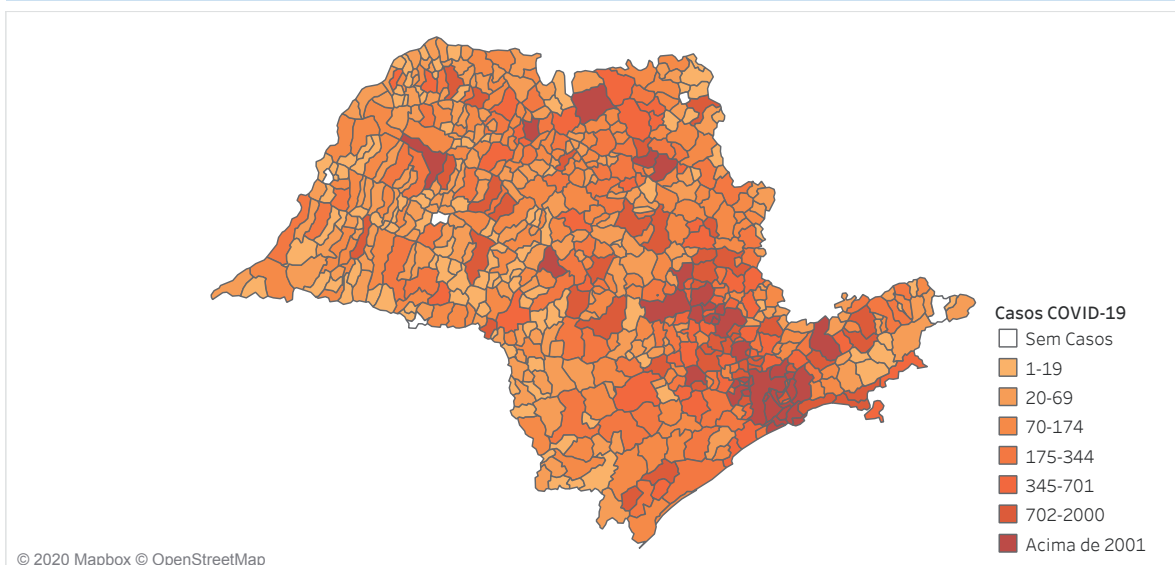 Casos COVID-19
Sem Casos
1-19
20-69
70-174
175-344
345-701
702-2000
Acima de 2001
© 2020 Mapbox © OpenStreetMap